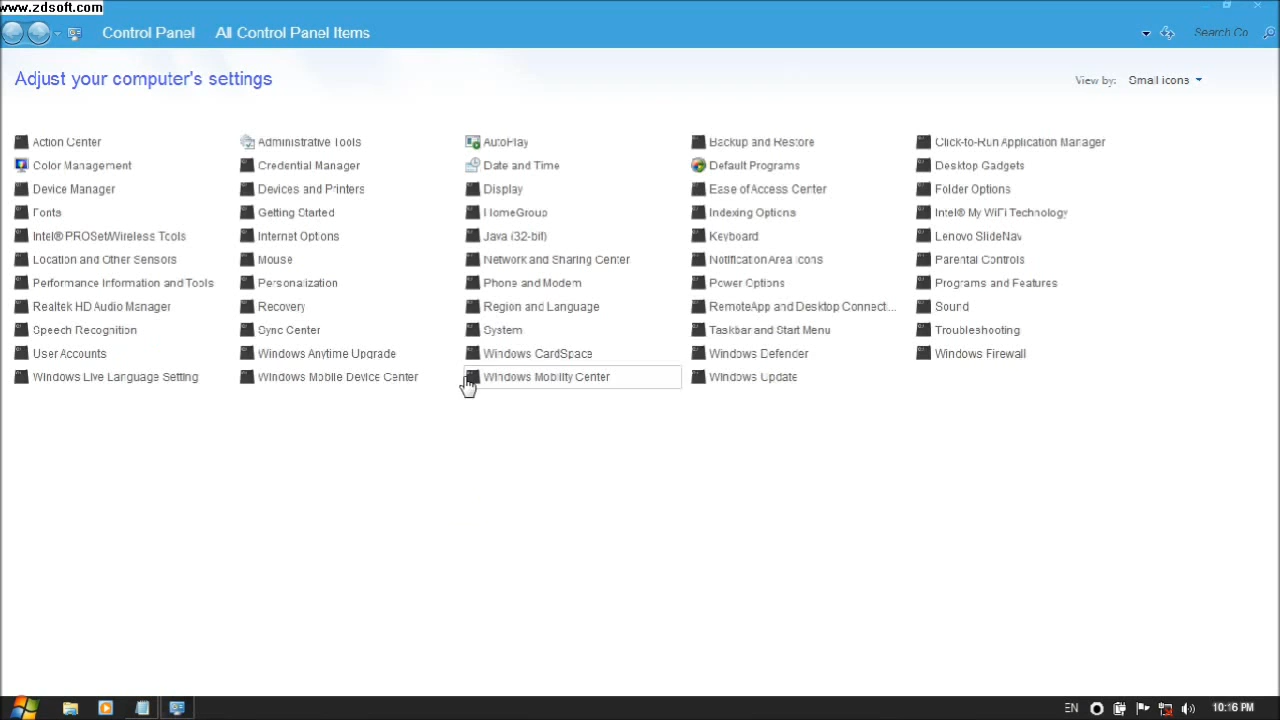 www.zdsoft.com
Control Panel All Control Panel Items Search Co
Adjust your computer's settings View by: Small icons
Action Center Administrative Tools AutoPlay Backup and Restore Click-to-Run Application Manager
Color Management Credential Manager Date and Time Default Programs Desktop Gadgets
Device Manager Devices and Printers Display Ease of Access Center Folder Options
Fonts Getting Started HomeGroup Indexing Options Intel® My WiFi Technology
Intel® PROSet/Wireless Tools Internet Options Java (32-bit) Keyboard Lenovo SlideNav
Location and Other Sensors Mouse Network and Sharing Center Notification Area Icons Parental Controls
Performance Information and Tools Personalization Phone and Modem Power Options Programs and Features
Realtek HD Audio Manager Recovery Region and Language RemoteApp and Desktop Connecti... Sound
Speech Recognition Sync Center System Taskbar and Start Menu Troubleshooting
User Accounts Windows Anytime Upgrade Windows CardSpace Windows Defender Windows Firewall
Windows Live Language Setting Windows Mobile Device Center Windows Mobility Center Windows Update
EN 10:16 PM